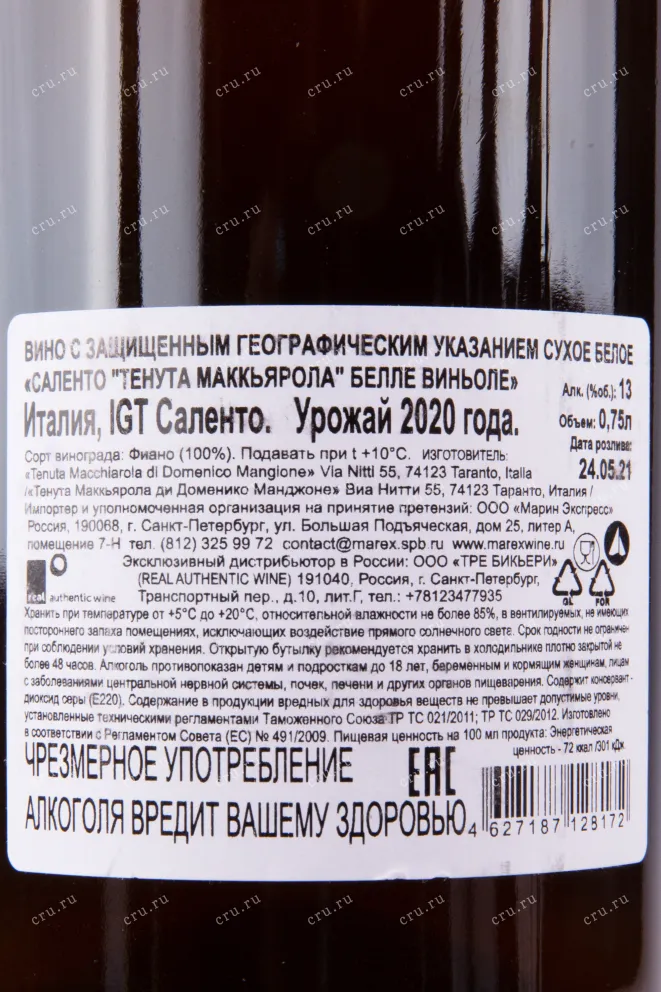 ВИНО С ЗАЩИЩЕННЫМ ГЕОГРАФИЧЕСКИМ УКАЗАНИЕМ СУХОЕ БЕЛОЕ
«САЛЕНТО "ТЕНУТА МАККЬЯРОЛА" БЕЛЛЕ ВИНЬОЛЕ»
Алк. (%об.): 13
Италия, IGT Саленто. Урожай 2020 года.
Объем: 0,75л
Дата розлива:
24.05.21
Сорт винограда: Фиано (100%). Подавать при t +10°C. ИЗГОТОВИТЕЛЬ:
«Tenuta Macchiarola di Domenico Mangione» Via Nitti 55, 74123 Taranto, Italia
/«Тенута Маккьярола ди Доменико Манджоне» Виа Нитти 55, 74123 Таранто, Италия /
Импортер и уполномоченная организация на принятие претензий: ООО «Марин Экспресс»
Россия, 190068, г. Санкт-Петербург, ул. Большая Подъяческая, дом 25, литер А,
помещение 7-Н тел. (812) 325 99 72 contact@marex.spb.ru www.marexwine.ru
Эксклюзивный дистрибьютор в России: ООО «ТРЕ БИКЬЕРИ»
(REAL AUTHENTIC WINE) 191040, Россия, г. Санкт-Петербург,
Транспортный пер., д.10, лит.Г, тел.: +78123477935
real authentic wine
GL FOR
Хранить при температуре от +5°C до +20°C, относительной влажности не более 85%, в вентилируемых, не имеющих
постороннего запаха помещениях, исключающих воздействие прямого солнечного света. Срок годности не ограничен
при соблюдении условий хранения. Открытую бутылку рекомендуется хранить в холодильнике плотно закрытой не
более 48 часов. Алкоголь противопоказан детям и подросткам до 18 лет, беременным и кормящим женщинам, лицам
с заболеваниями центральной нервной системы, почек, печени и других органов пищеварения. Содержит консервант-
диоксид серы (E220). Содержание в продукции вредных для здоровья веществ не превышает допустимые уровни,
установленные техническими регламентами Таможенного Союза ТР ТС 021/2011; ТР ТС 029/2012. Изготовлено
в соответствии с Регламентом Совета (ЕС) № 491/2009. Пищевая ценность на 100 мл продукта: Энергетическая
ценность - 72 ккал /301 кДж
ЧРЕЗМЕРНОЕ УПОТРЕБЛЕНИЕ
АЛКОГОЛЯ ВРЕДИТ ВАШЕМУ ЗДОРОВЬЮ
EAC
4 627187 128172